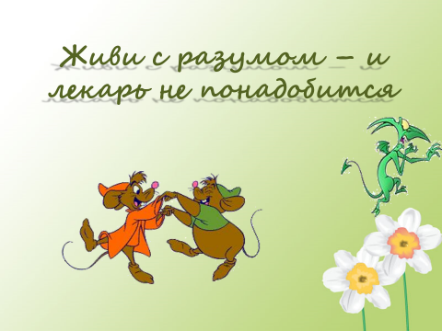 Живи с разумом – и
лекарь не понадобится